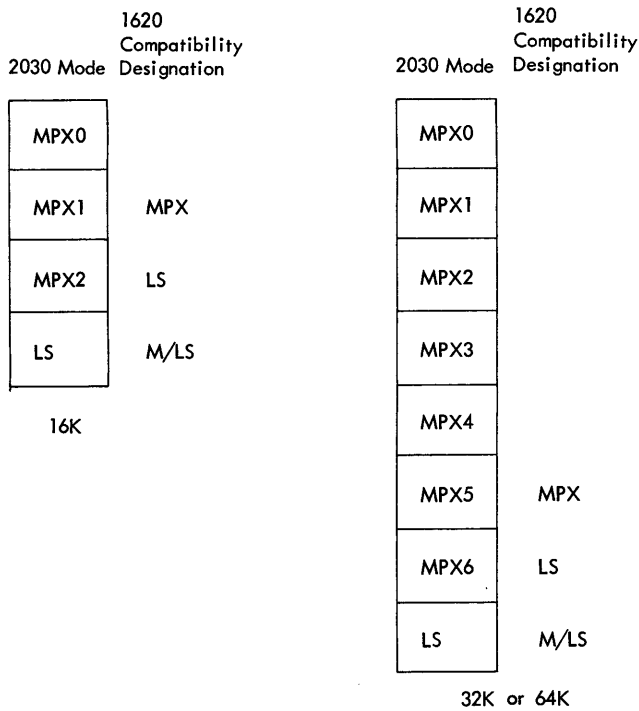 1620
Compatibility
2030 Mode Designation
MPX0
MPX1 MPX
MPX2 LS
LS M/LS
16K
1620
Compatibility
2030 Mode Designation
MPX0
MPX1
MPX2
MPX3
MPX4
MPX5 MPX
MPX6 LS
LS M/LS
32K or 64K